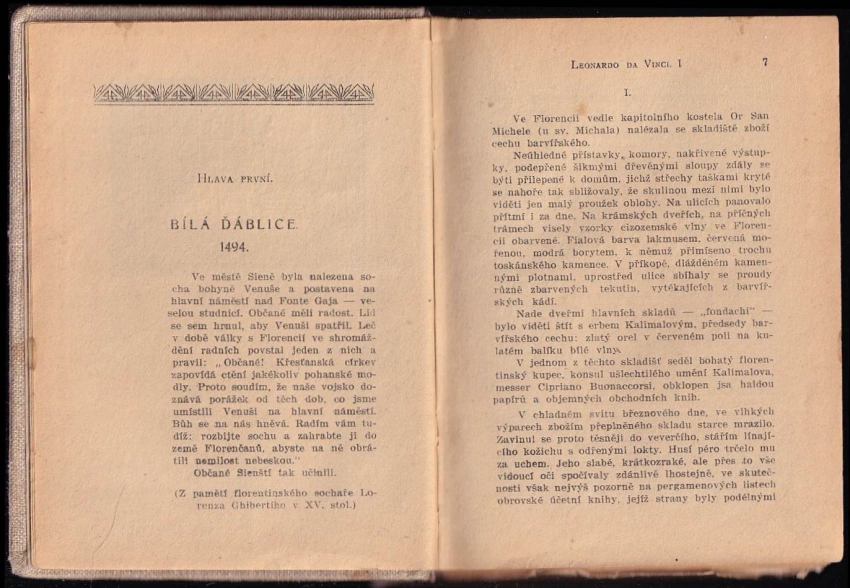 HLAVA PRVNÍ.
BÍLÁ ĎÁBLICE.
1494.
Ve městě Sieně byla nalezena so-
cha bohyně Venuše a postavena na
hlavní náměstí nad Fonte Gaja — ve-
selou studnicí. Občané měli radost. Lid
se sem hrnul, aby Venuši spatřil. Leč
v době války s Florencií ve shromáž-
dění radních povstal jeden z nich a
pravil: „Občané! Křesťanská církev
zapovídá ctění jakékoliv pohanské mo-
dly. Proto soudím, že naše vojsko do-
znává porážek od těch dob, co jsme
umístili Venuši na hlavní náměstí.
Bůh se na nás hněvá. Radím vám tu-
díž: rozbijte sochu a zahrabte ji do
země Florenčanů, abyste na ně obrá-
tili nemilost nebeskou.“
Občané Sienští tak učinili.
(Z pamětí florentinského sochaře Lo-
renza Ghibertiho v XV. stol.)
LEONARDO DA VINCI. I 7
I.
Ve Florencii vedle kapitolního kostela Or San
Michele (u sv. Michala) nalézala se skladiště zboží
cechu barvířského.
Neúhledné přístavky, komory, nakřivené výstup-
ky, podepřené šikmými dřevěnými sloupy zdály se
býti přilepené k domům, jichž střechy taškami kryté
se nahoře tak sbližovaly, že skulinou mezi nimi bylo
viděti jen malý proužek oblohy. Na ulicích panovalo
přítmí i za dne. Na krámských dveřích, na příčných
trámech visely vzorky cizozemské vlny ve Floren-
cii obarvené. Fialová barva lakmusem, červená mo-
řenou, modrá borytem, k němuž přimíseno trochu
toskánského kamence. V příkopě, dlážděném kamen-
nými plotnami, uprostřed ulice sbíhaly se proudy
různě zbarvených tekutin, vytékajících z barvíř-
ských kádí.
Nade dveřmi hlavních skladů — „fondachi“ —
bylo viděti štít s erbem Kalimalovým, předsedy bar-
vířského cechu: zlatý orel v červeném poli na ku-
latém balíku bílé vlny.
V jednom z těchto skladišť seděl bohatý floren-
tinský kupec, konsul ušlechtilého umění Kalimalova,
messer Cipriano Buonaccorsi, obklopen jsa haldou
papírů a objemných obchodních knih.
V chladném svitu březnového dne, ve vlhkých
výparech zbožím přeplněného skladu starce mrazilo.
Zavinul se proto těsněji do veverčího, stářím línají-
cího kožichu s odřenými lokty. Husí péro trčelo mu
za uchem. Jeho slabé, krátkozraké, ale přes to vše
vidoucí oči spočívaly zdánlivě lhostejně, ve skuteč-
nosti však nejvýš pozorně na pergamenových listech
obrovské účetní knihy, jejíž strany byly podélnými